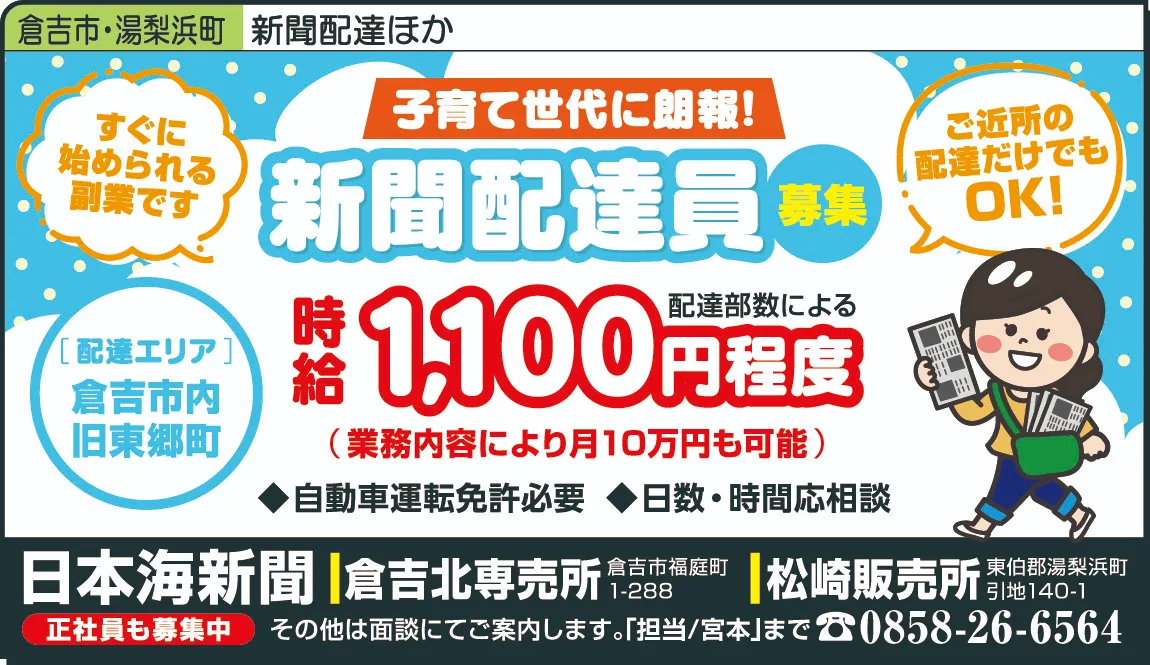 倉吉市・湯梨浜町 新聞配達ほか
子育て世代に朗報!
すぐに
始められる
副業です
新聞配達員 募集
ご近所の
配達だけでも
OK!
[配達エリア]
倉吉市内
旧東郷町
時給 1,100円程度
配達部数による
(業務内容により月10万円も可能)
◆自動車運転免許必要 ◆日数・時間応相談
日本海新聞
倉吉北専売所 倉吉市福庭町
1-288
松崎販売所 東伯郡湯梨浜町
引地140-1
正社員も募集中 その他は面談にてご案内します。「担当/宮本」まで ☎0858-26-6564